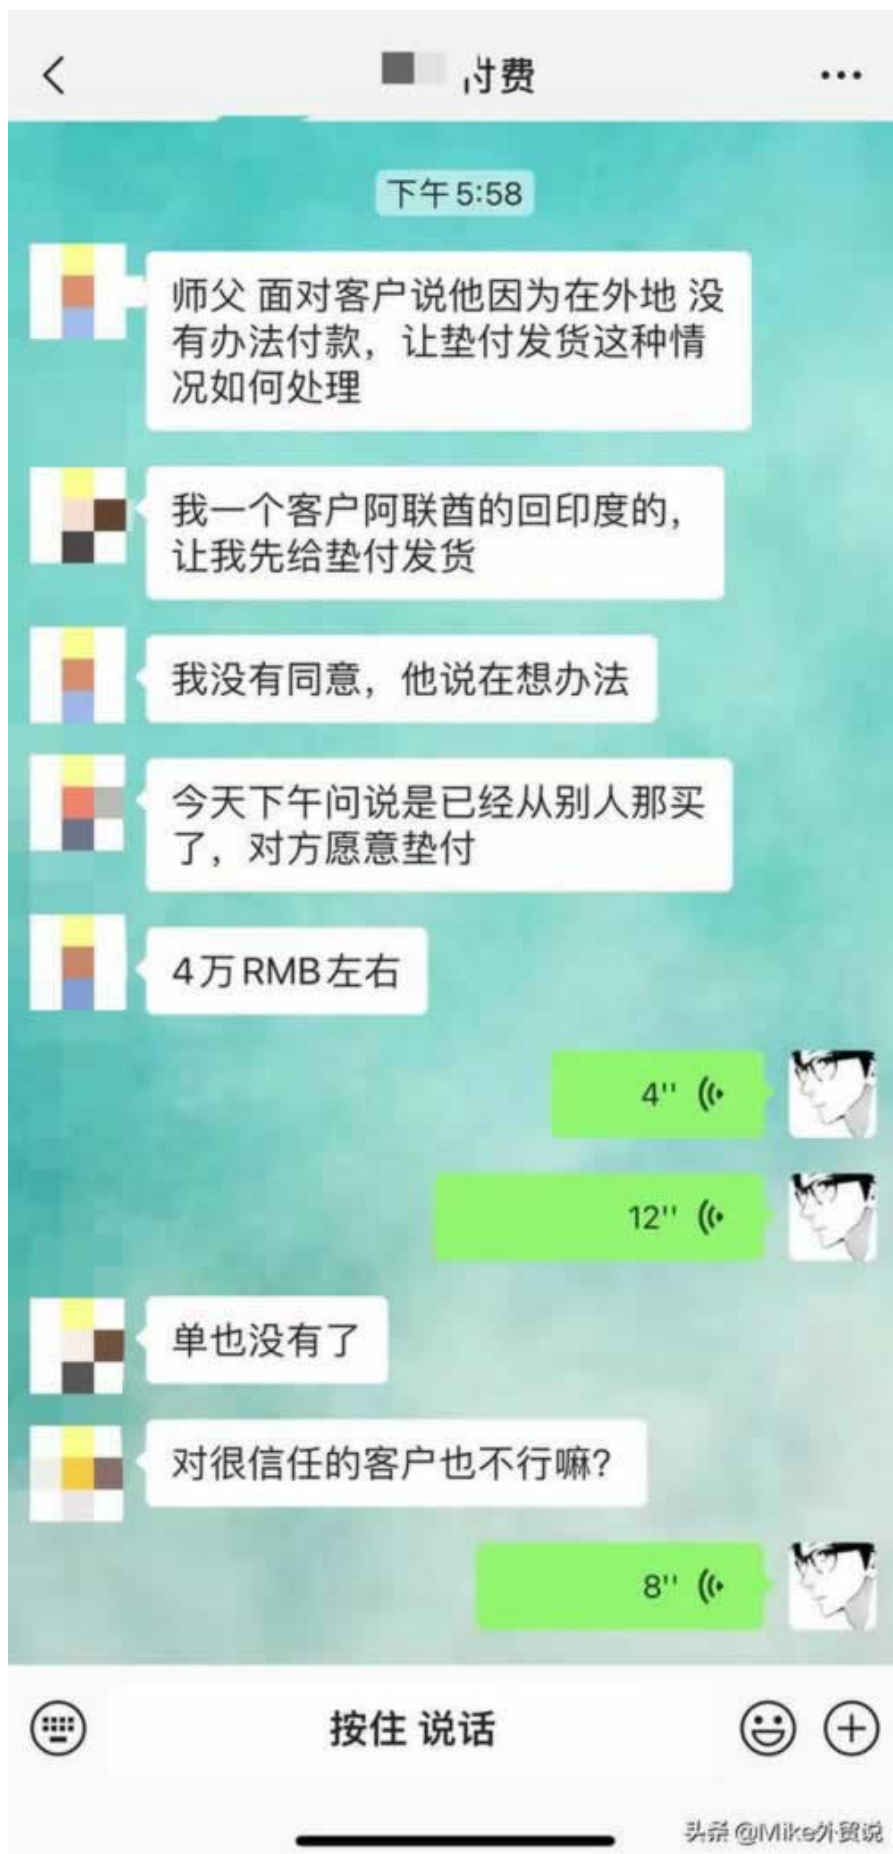 付费
下午5:58
师父 面对客户说他因为在外地 没
有办法付款，让垫付发货这种情
况如何处理
我一个客户阿联酋的回印度的，
让我先给垫付发货
我没有同意，他说在想办法
今天下午问说是已经从别人那买
了，对方愿意垫付
4万RMB左右
4''
12''
单也没有了
对很信任的客户也不行嘛?
8''
按住 说话
头条 @Mike外贸说